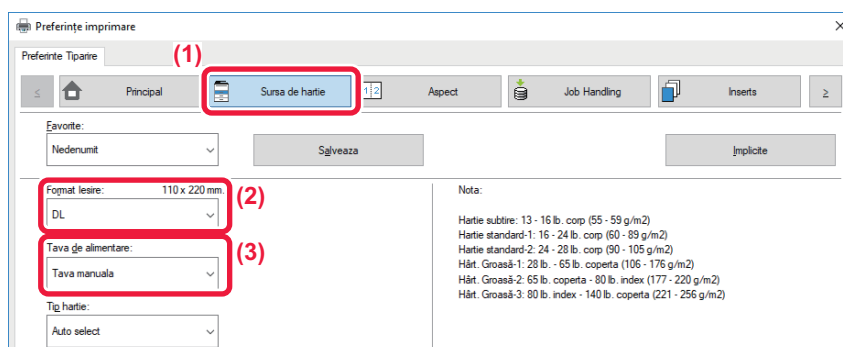 Preferințe imprimare
Preferinte Tiparire
(1)
≤ Principal Sursa de hartie 1 2 Aspect Job Handling Inserts ≥
Favorite:
Nedenumit Salveaza Implicite
Format Iesire: 110 x 220 mm.
DL
(2)
Tava de alimentare:
Tava manuala
(3)
Tip hartie:
Auto select
Nota:
Hartie subtire: 13 - 16 lb. corp (55 - 59 g/m2)
Hartie standard-1: 16 - 24 lb. corp (60 - 89 g/m2)
Hartie standard-2: 24 - 28 lb. corp (90 - 105 g/m2)
Hârt. Groasă-1: 28 lb. - 65 lb. coperta (106 - 176 g/m2)
Hârt. Groasă-2: 65 lb. coperta - 80 lb. index (177 - 220 g/m2)
Hârt. Groasă-3: 80 lb. index - 140 lb. coperta (221 - 256 g/m2)